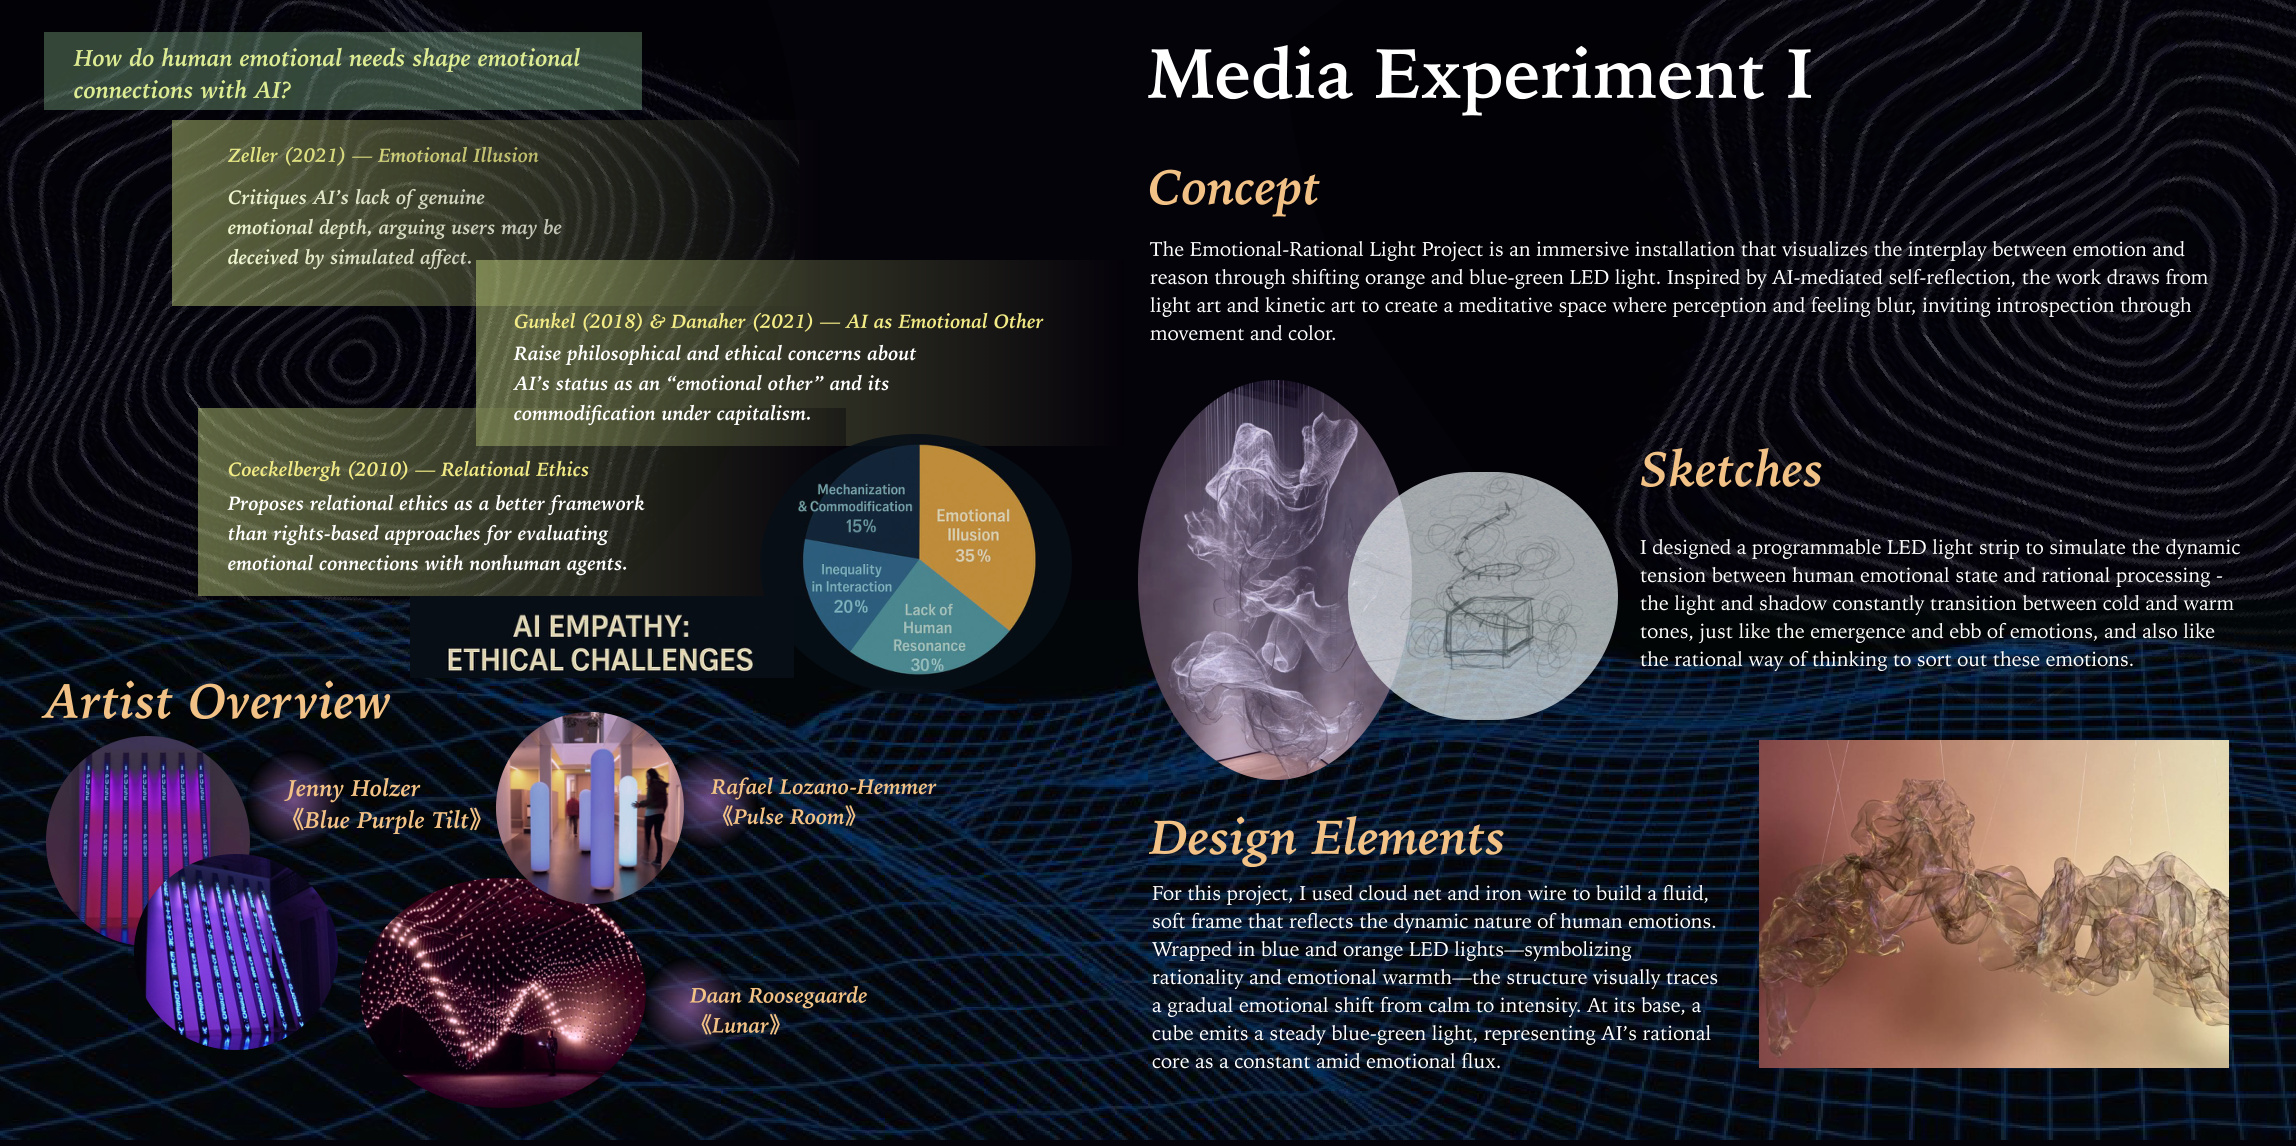 How do human emotional needs shape emotional
connections with AI?
Zeller (2021) — Emotional Illusion
Critiques AI’s lack of genuine
emotional depth, arguing users may be
deceived by simulated affect.
Gunkel (2018) & Danaher (2021) — AI as Emotional Other
Raise philosophical and ethical concerns about
AI’s status as an “emotional other” and its
commodification under capitalism.
Coeckelbergh (2010) — Relational Ethics
Proposes relational ethics as a better framework
than rights-based approaches for evaluating
emotional connections with nonhuman agents.
Mechanization
& Commodification
15%
Emotional
Illusion
35%
Inequality
in Interaction
20%
Lack of
Human
Resonance
30%
AI EMPATHY:
ETHICAL CHALLENGES
Artist Overview
Jenny Holzer
《Blue Purple Tilt》
Rafael Lozano-Hemmer
《Pulse Room》
Daan Roosegaarde
《Lunar》
Media Experiment I
Concept
The Emotional-Rational Light Project is an immersive installation that visualizes the interplay between emotion and
reason through shifting orange and blue-green LED light. Inspired by AI-mediated self-reflection, the work draws from
light art and kinetic art to create a meditative space where perception and feeling blur, inviting introspection through
movement and color.
Sketches
I designed a programmable LED light strip to simulate the dynamic
tension between human emotional state and rational processing -
the light and shadow constantly transition between cold and warm
tones, just like the emergence and ebb of emotions, and also like
the rational way of thinking to sort out these emotions.
Design Elements
For this project, I used cloud net and iron wire to build a fluid,
soft frame that reflects the dynamic nature of human emotions.
Wrapped in blue and orange LED lights—symbolizing
rationality and emotional warmth—the structure visually traces
a gradual emotional shift from calm to intensity. At its base, a
cube emits a steady blue-green light, representing AI’s rational
core as a constant amid emotional flux.